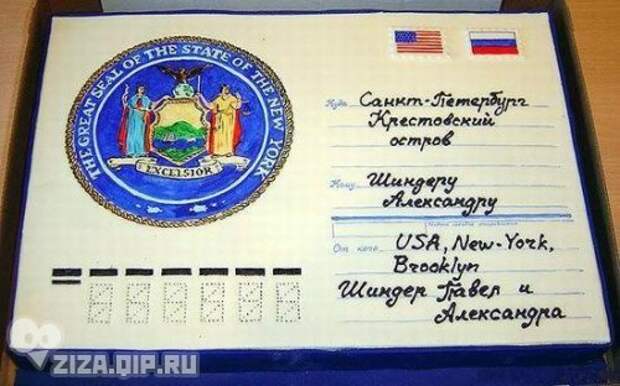 THE GREAT SEAL OF THE STATE OF THE NEW YORK
EXCELSIOR
Куда Санкт-Петербург
Крестовский
остров
Кому Шиндеру
Александру
От кого USA, New-York,
Brooklyn
Шиндер Павел и
Александра
ZIZA.QIP.RU